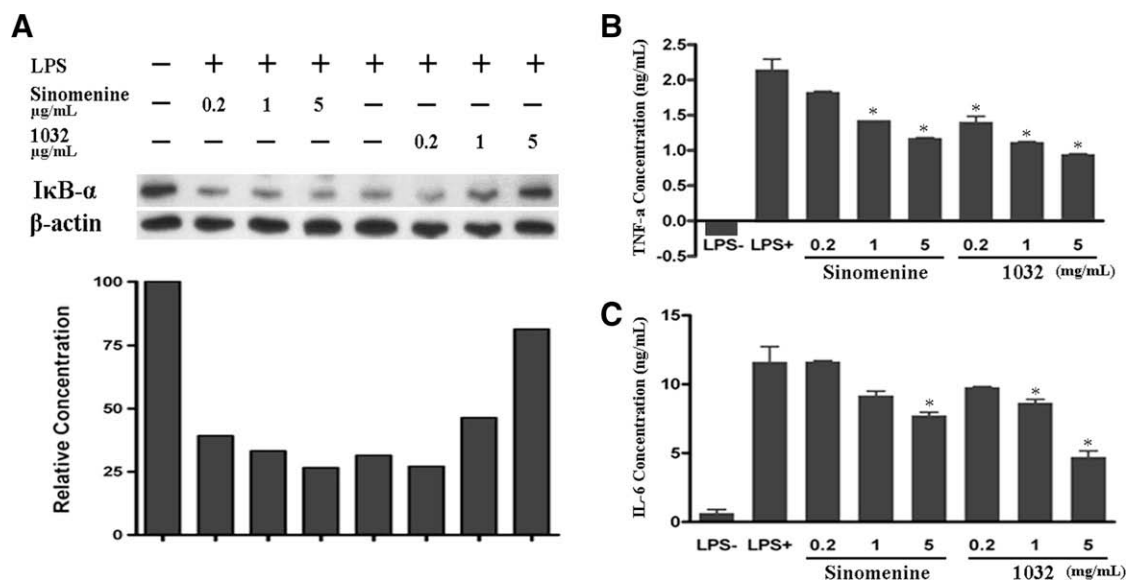 A
LPS − + + + + + + +
Sinomenine µg/mL − 0.2 1 5 − − − −
1032 µg/mL − − − − − 0.2 1 5
IκB-α
β-actin
Relative Concentration
100
75
50
25
0
B
TNF-a Concentration (ng/mL)
2.5
2.0
1.5
1.0
0.5
0.0
-0.5
* * * * *
LPS- LPS+ 0.2 1 5 0.2 1 5
Sinomenine 1032 (mg/mL)
C
IL-6 Concentration (ng/mL)
15
10
5
0
* * *
LPS- LPS+ 0.2 1 5 0.2 1 5
Sinomenine 1032 (mg/mL)